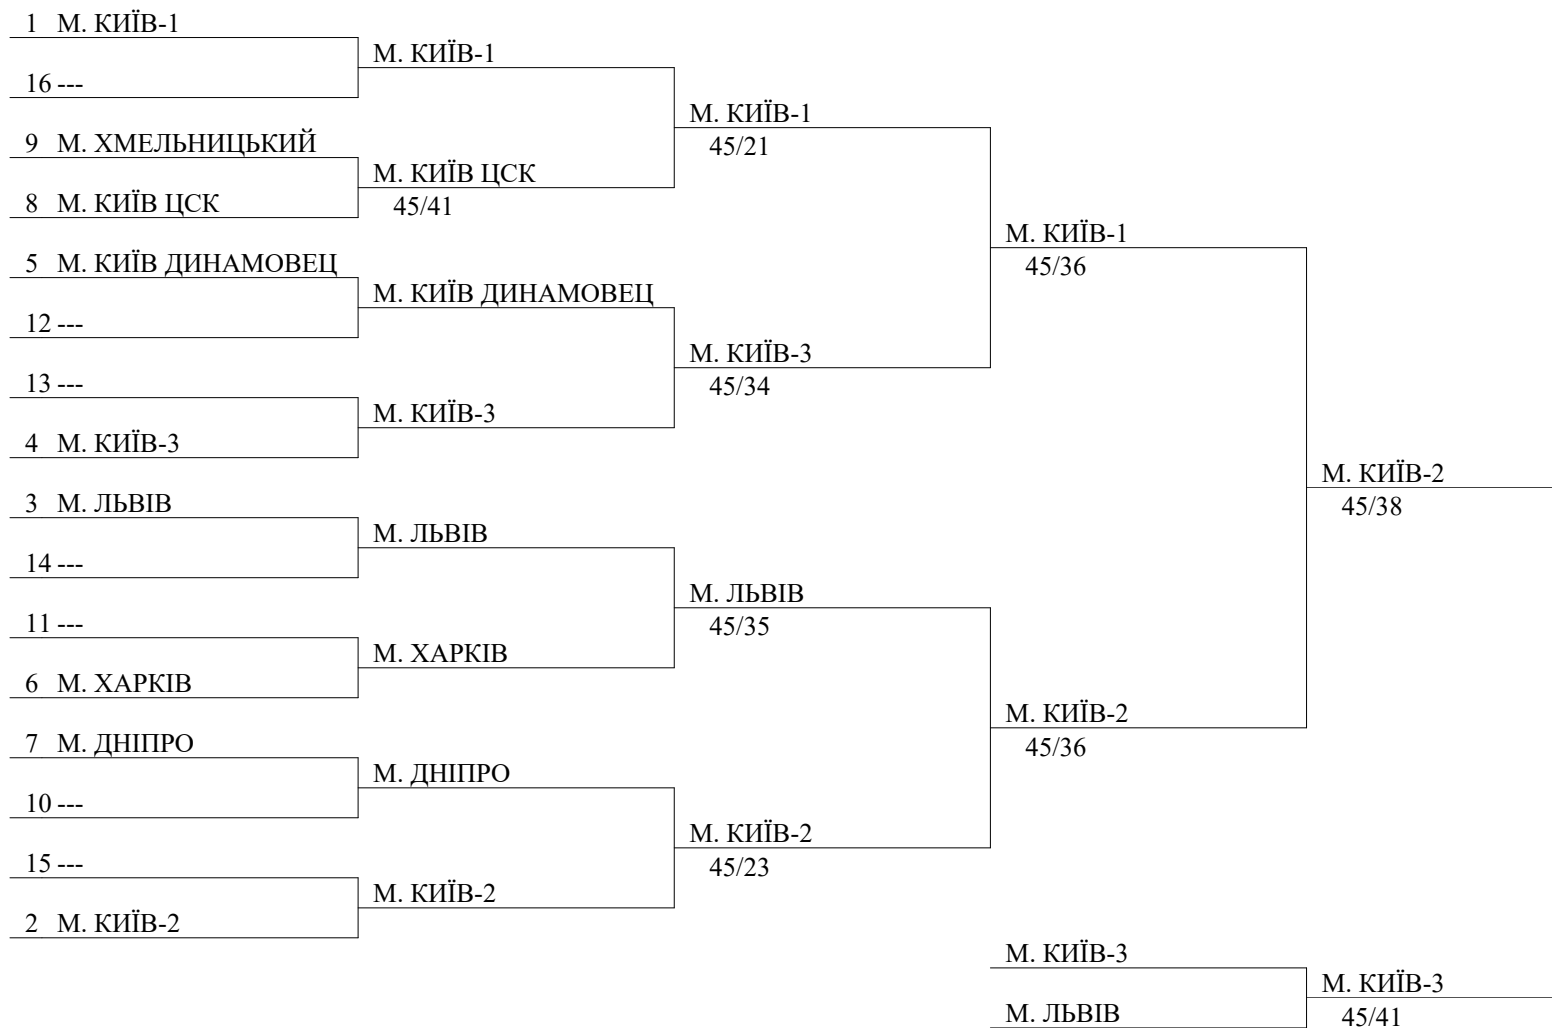 1 М. КИЇВ-1
16 ---
9 М. ХМЕЛЬНИЦЬКИЙ
8 М. КИЇВ ЦСК
5 М. КИЇВ ДИНАМОВЕЦ
12 ---
13 ---
4 М. КИЇВ-3
3 М. ЛЬВІВ
14 ---
11 ---
6 М. ХАРКІВ
7 М. ДНІПРО
10 ---
15 ---
2 М. КИЇВ-2
М. КИЇВ-1
М. КИЇВ ЦСК
45/41
М. КИЇВ ДИНАМОВЕЦ
М. КИЇВ-3
М. ЛЬВІВ
М. ХАРКІВ
М. ДНІПРО
М. КИЇВ-2
М. КИЇВ-1
45/21
М. КИЇВ-3
45/34
М. ЛЬВІВ
45/35
М. КИЇВ-2
45/23
М. КИЇВ-1
45/36
М. КИЇВ-2
45/36
М. КИЇВ-2
45/38
М. КИЇВ-3
М. ЛЬВІВ
М. КИЇВ-3
45/41